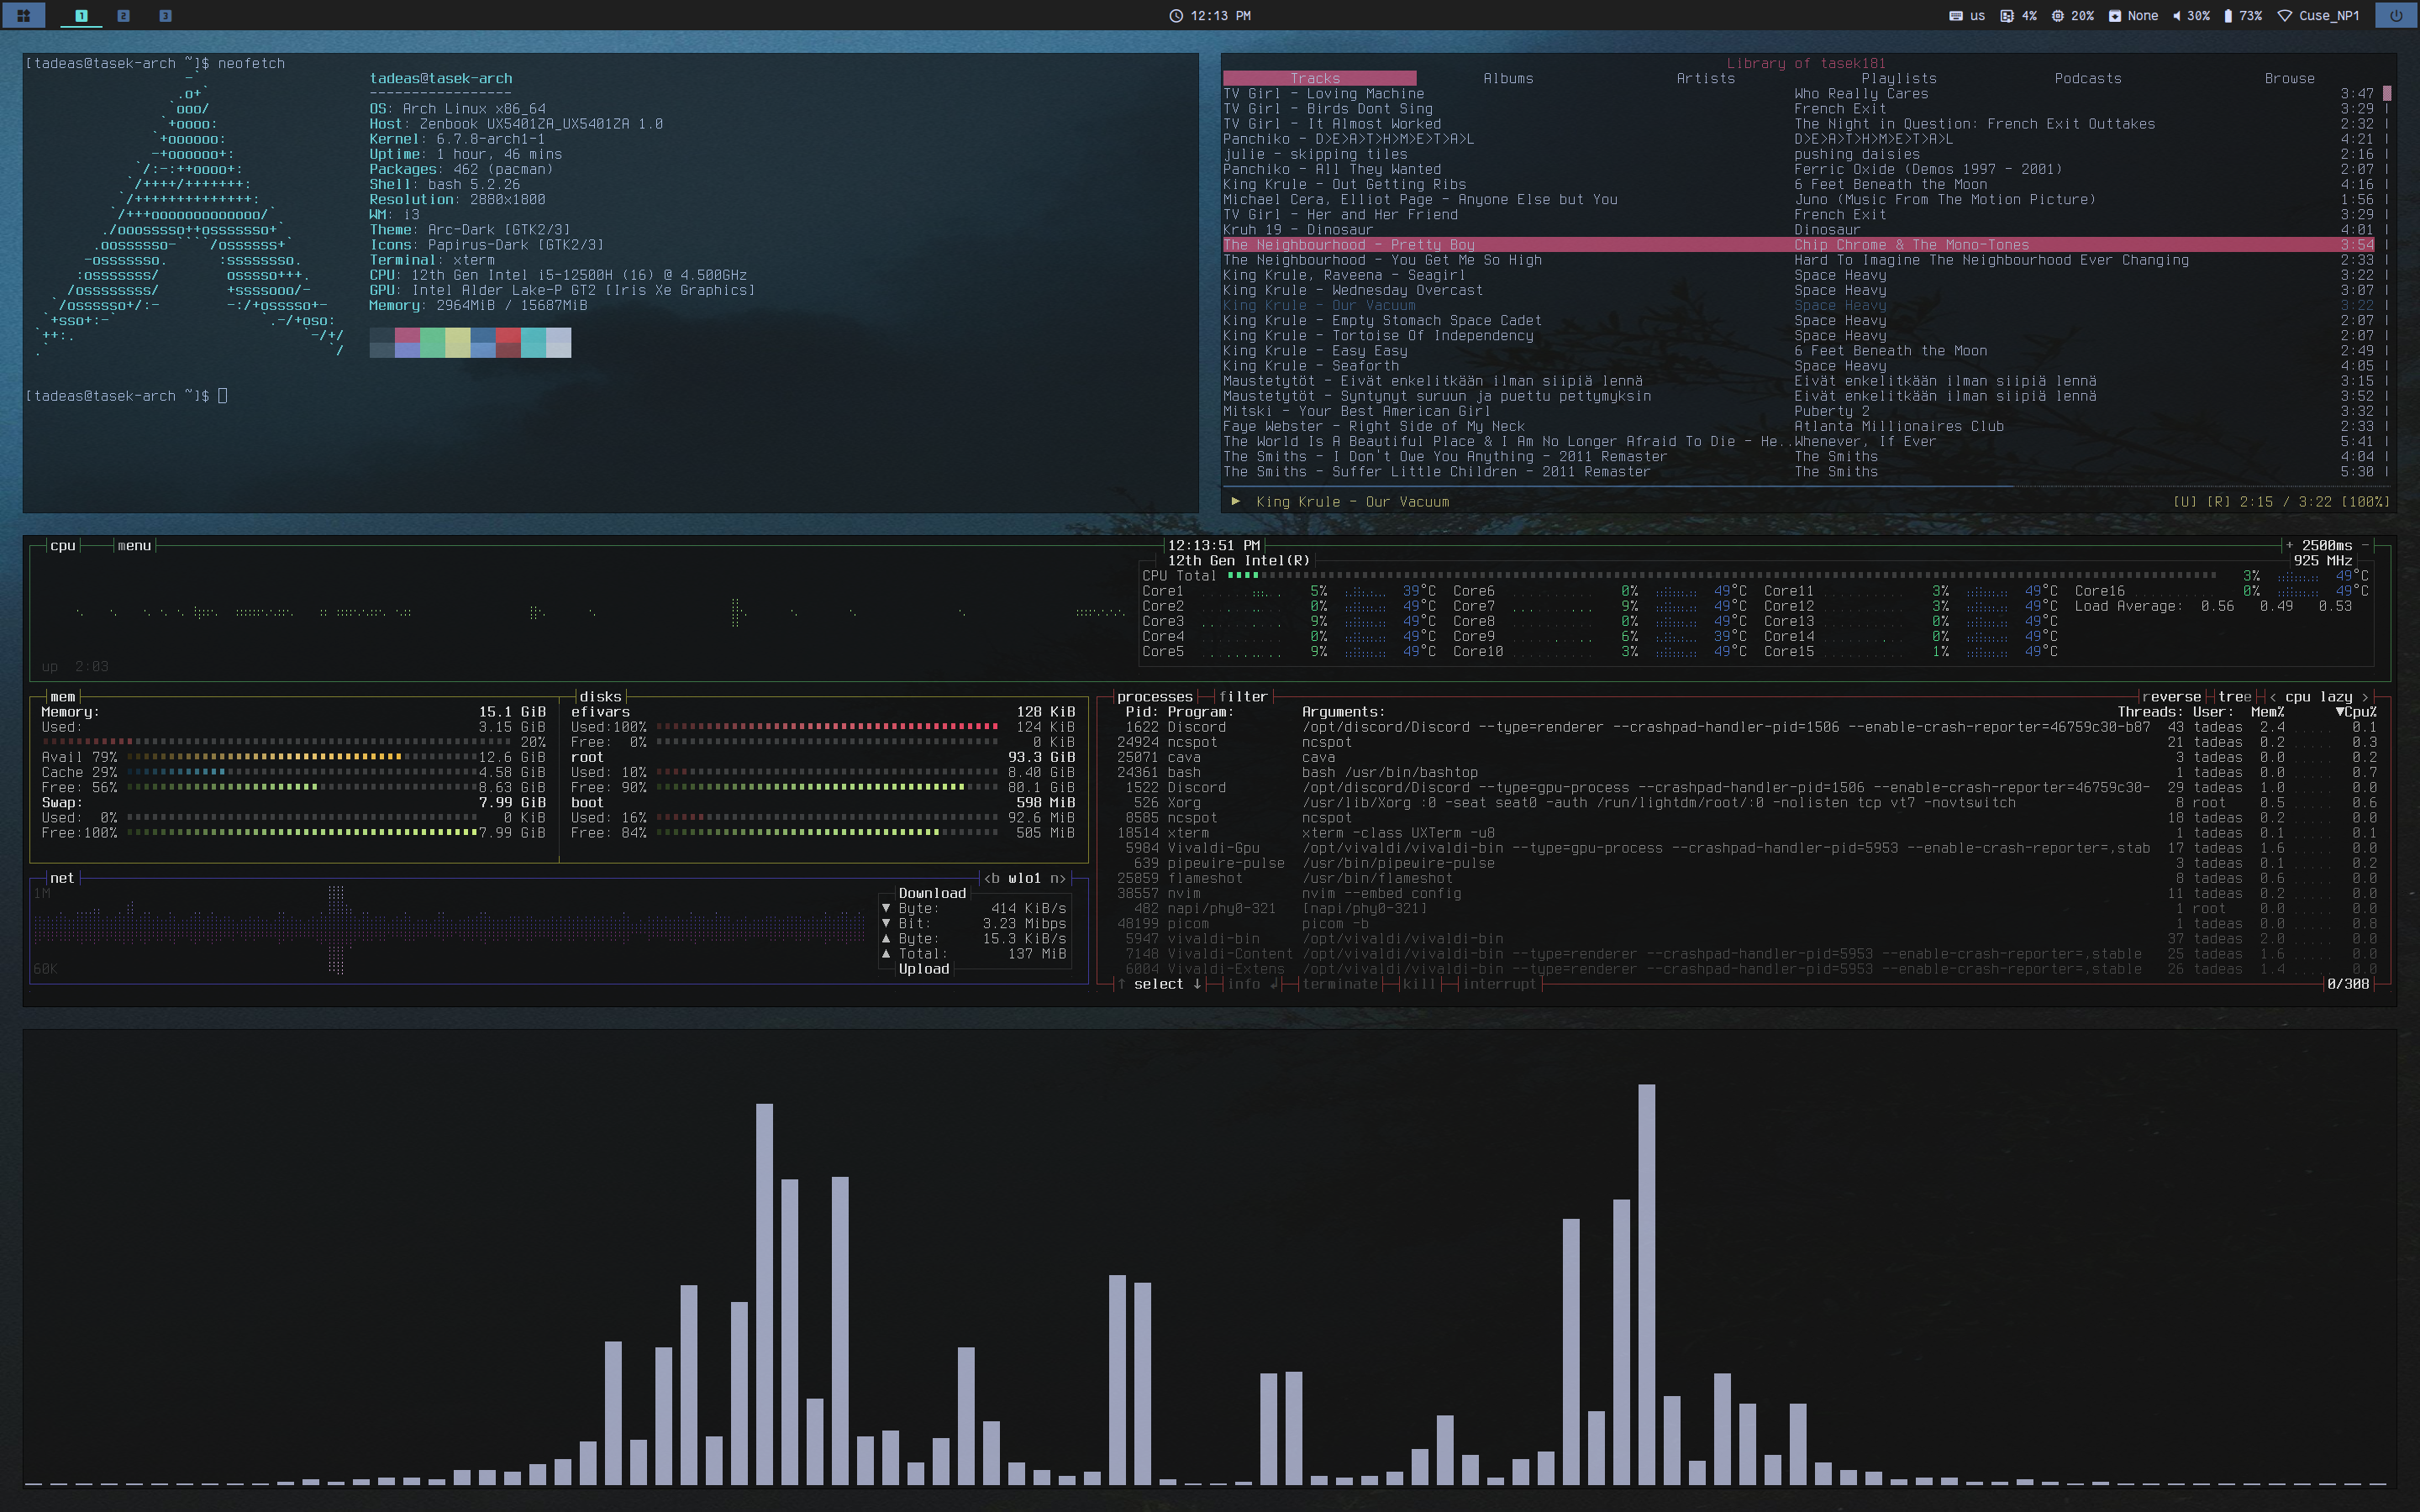 1 2 3
12:13 PM
us 4% 20% None 30% 73% Cuse_NP1
[tadeas@tasek-arch ~]$ neofetch
tadeas@tasek-arch
-----------------
OS: Arch Linux x86_64
Host: Zenbook UX5401ZA_UX5401ZA 1.0
Kernel: 6.7.8-arch1-1
Uptime: 1 hour, 46 mins
Packages: 462 (pacman)
Shell: bash 5.2.26
Resolution: 2880x1800
WM: i3
Theme: Arc-Dark [GTK2/3]
Icons: Papirus-Dark [GTK2/3]
Terminal: xterm
CPU: 12th Gen Intel i5-12500H (16) @ 4.500GHz
GPU: Intel Alder Lake-P GT2 [Iris Xe Graphics]
Memory: 2964MiB / 15687MiB
[tadeas@tasek-arch ~]$
Library of tasek181
Tracks Albums Artists Playlists Podcasts Browse
TV Girl - Loving Machine Who Really Cares 3:47
TV Girl - Birds Dont Sing French Exit 3:29
TV Girl - It Almost Worked The Night in Question: French Exit Outtakes 2:32
Panchiko - D>E>A>T>H>M>E>T>A>L D>E>A>T>H>M>E>T>A>L 4:21
julie - skipping tiles pushing daisies 2:16
Panchiko - All They Wanted Ferric Oxide (Demos 1997 - 2001) 2:07
King Krule - Out Getting Ribs 6 Feet Beneath the Moon 4:16
Michael Cera, Elliot Page - Anyone Else but You Juno (Music From The Motion Picture) 1:56
TV Girl - Her and Her Friend French Exit 3:29
Kruh 19 - Dinosaur Dinosaur 4:01
The Neighbourhood - Pretty Boy Chip Chrome & The Mono-Tones 3:54
The Neighbourhood - You Get Me So High Hard To Imagine The Neighbourhood Ever Changing 2:33
King Krule, Raveena - Seagirl Space Heavy 3:22
King Krule - Wednesday Overcast Space Heavy 3:07
King Krule - Our Vacuum Space Heavy 3:22
King Krule - Empty Stomach Space Cadet Space Heavy 2:07
King Krule - Tortoise Of Independency Space Heavy 2:07
King Krule - Easy Easy 6 Feet Beneath the Moon 2:49
King Krule - Seaforth Space Heavy 4:05
Maustetytöt - Eivät enkelitkään ilman siipiä lennä Eivät enkelitkään ilman siipiä lennä 3:15
Maustetytöt - Syntynyt suruun ja puettu pettymyksin Eivät enkelitkään ilman siipiä lennä 3:52
Mitski - Your Best American Girl Puberty 2 3:32
Faye Webster - Right Side of My Neck Atlanta Millionaires Club 2:33
The World Is A Beautiful Place & I Am No Longer Afraid To Die - He..Whenever, If Ever 5:41
The Smiths - I Don't Owe You Anything - 2011 Remaster The Smiths 4:04
The Smiths - Suffer Little Children - 2011 Remaster The Smiths 5:30
King Krule - Our Vacuum [U] [R] 2:15 / 3:22 [100%]
cpu menu 12:13:51 PM + 2500ms -
12th Gen Intel(R) 925 MHz
CPU Total 3% 49°C
Core1 5% 39°C Core6 0% 49°C Core11 3% 49°C Core16 0% 49°C
Core2 0% 49°C Core7 9% 49°C Core12 3% 49°C Load Average: 0.56 0.49 0.53
Core3 9% 49°C Core8 0% 49°C Core13 0% 49°C
Core4 0% 49°C Core9 6% 39°C Core14 0% 49°C
Core5 9% 49°C Core10 3% 49°C Core15 1% 49°C
up 2:03
mem
Memory: 15.1 GiB
Used: 3.15 GiB
20%
Avail 79% 12.6 GiB
Cache 29% 4.58 GiB
Free: 56% 8.63 GiB
Swap: 7.99 GiB
Used: 0% 0 KiB
Free:100% 7.99 GiB
disks
efivars 128 KiB
Used:100% 124 KiB
Free: 0% 0 KiB
root 93.3 GiB
Used: 10% 8.40 GiB
Free: 90% 80.1 GiB
boot 598 MiB
Used: 16% 92.6 MiB
Free: 84% 505 MiB
net <b wlo1 n>
1M
60K
Download
▼ Byte: 414 KiB/s
▼ Bit: 3.23 Mibps
▲ Byte: 15.3 KiB/s
▲ Total: 137 MiB
Upload
processes filter reverse tree < cpu lazy >
Pid: Program: Arguments: Threads: User: Mem% ▼Cpu%
1622 Discord /opt/discord/Discord --type=renderer --crashpad-handler-pid=1506 --enable-crash-reporter=46759c30-b87 43 tadeas 2.4 0.1
24924 ncspot ncspot 21 tadeas 0.2 0.3
25071 cava cava 3 tadeas 0.0 0.2
24361 bash bash /usr/bin/bashtop 1 tadeas 0.0 0.7
1522 Discord /opt/discord/Discord --type=gpu-process --crashpad-handler-pid=1506 --enable-crash-reporter=46759c30- 29 tadeas 1.0 0.0
526 Xorg /usr/lib/Xorg :0 -seat seat0 -auth /run/lightdm/root/:0 -nolisten tcp vt7 -novtswitch 8 root 0.5 0.6
8585 ncspot ncspot 18 tadeas 0.2 0.0
18514 xterm xterm -class UXTerm -u8 1 tadeas 0.1 0.1
5984 Vivaldi-Gpu /opt/vivaldi/vivaldi-bin --type=gpu-process --crashpad-handler-pid=5953 --enable-crash-reporter=,stab 17 tadeas 1.6 0.0
639 pipewire-pulse /usr/bin/pipewire-pulse 3 tadeas 0.1 0.2
25859 flameshot /usr/bin/flameshot 8 tadeas 0.6 0.0
38557 nvim nvim --embed config 11 tadeas 0.2 0.0
482 napi/phy0-321 [napi/phy0-321] 1 root 0.0 0.0
48199 picom picom -b 1 tadeas 0.0 0.8
5947 vivaldi-bin /opt/vivaldi/vivaldi-bin 37 tadeas 2.0 0.0
7148 Vivaldi-Content /opt/vivaldi/vivaldi-bin --type=renderer --crashpad-handler-pid=5953 --enable-crash-reporter=,stable 25 tadeas 1.6 0.0
6004 Vivaldi-Extens /opt/vivaldi/vivaldi-bin --type=renderer --crashpad-handler-pid=5953 --enable-crash-reporter=,stable 26 tadeas 1.4 0.0
↑ select ↓ info ↲ terminate kill interrupt 0/308